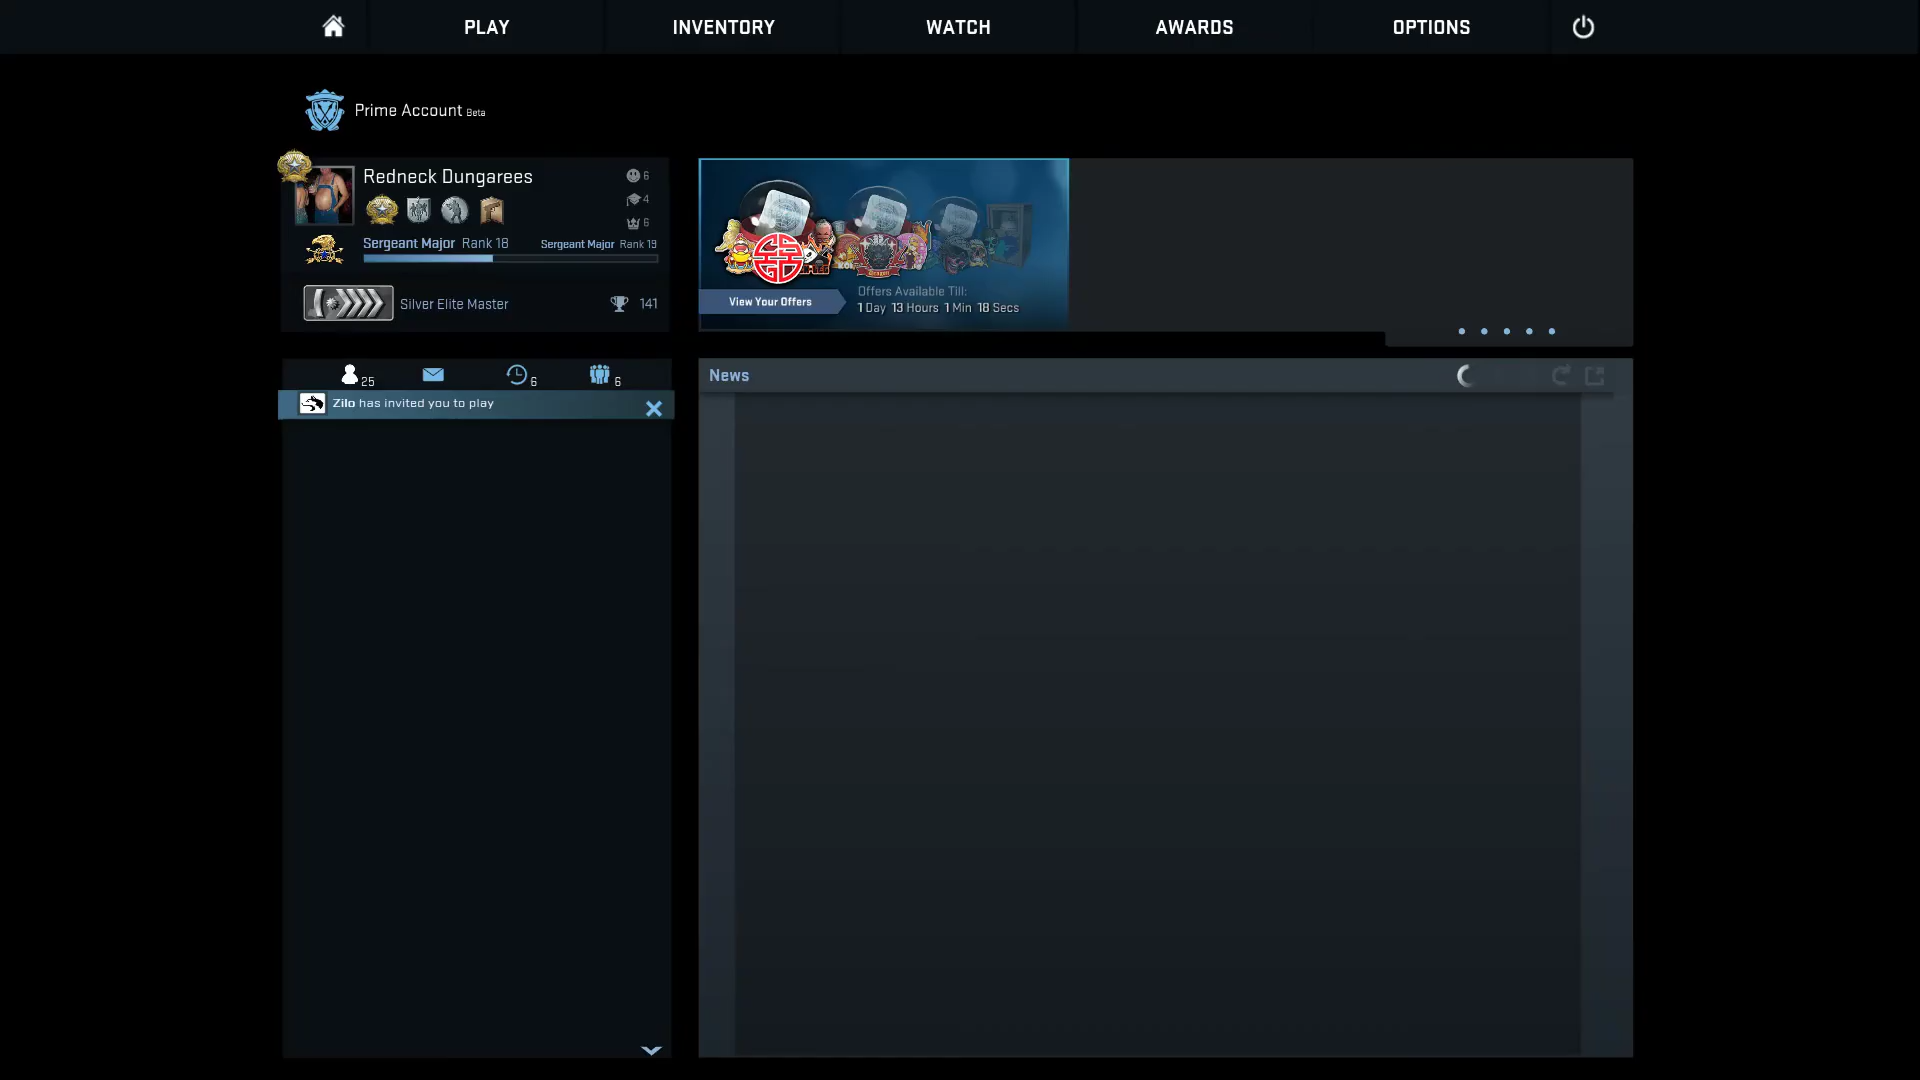 PLAY
INVENTORY
WATCH
AWARDS
OPTIONS
Prime Account Beta
Redneck Dungarees
6
4
6
Sergeant Major Rank 18
Sergeant Major Rank 19
Silver Elite Master
141
View Your Offers
Offers Available Till:
1 Day 13 Hours 1 Min 18 Secs
25
6
6
Zilo has invited you to play
News